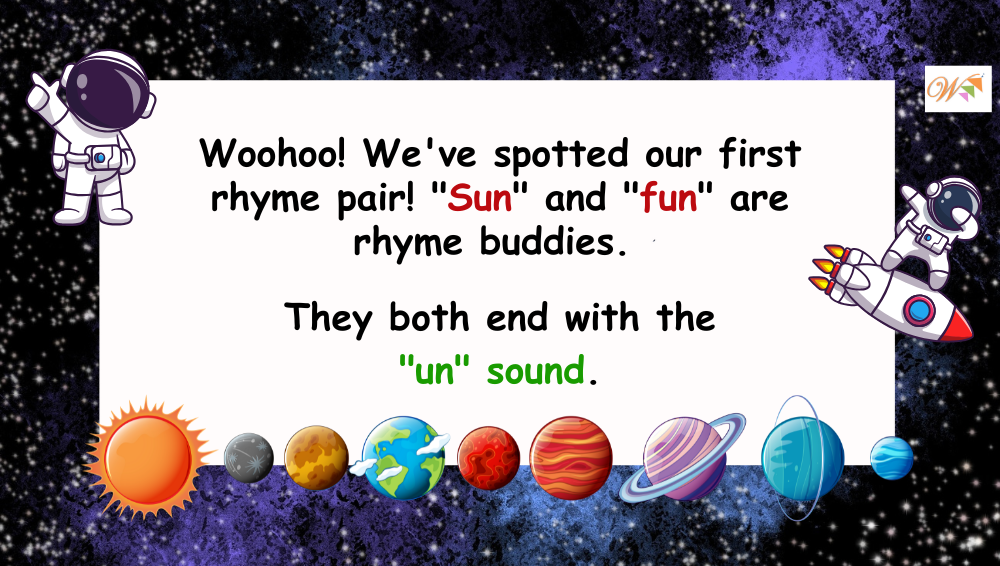 Woohoo! We've spotted our first
rhyme pair! "Sun" and "fun" are
rhyme buddies.
They both end with the
"un" sound.
W